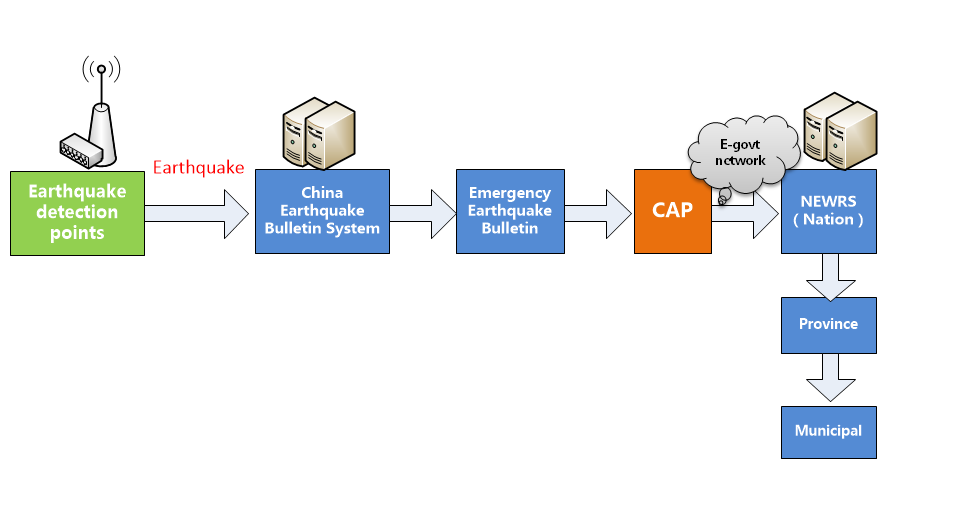 Earthquake
detection
points
Earthquake
China
Earthquake
Bulletin System
Emergency
Earthquake
Bulletin
CAP
E-govt
network
NEWRS
( Nation )
Province
Municipal